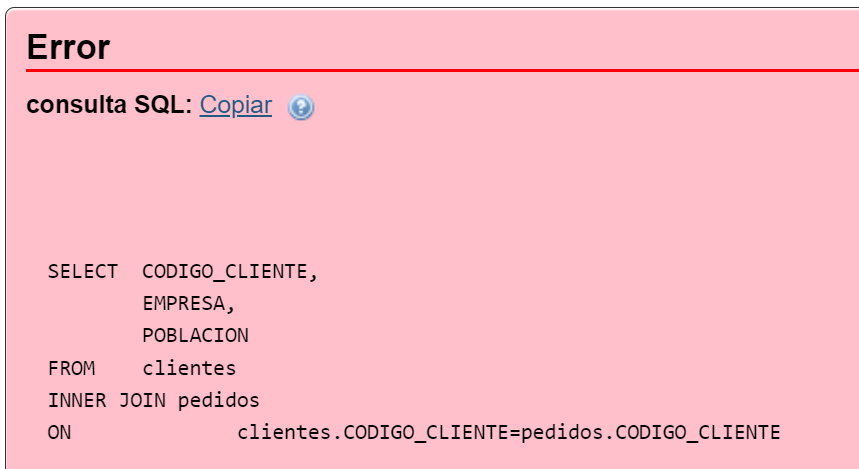 Error
consulta SQL: Copiar
SELECT CODIGO_CLIENTE,
EMPRESA,
POBLACION
FROM clientes
INNER JOIN pedidos
ON clientes.CODIGO_CLIENTE=pedidos.CODIGO_CLIENTE